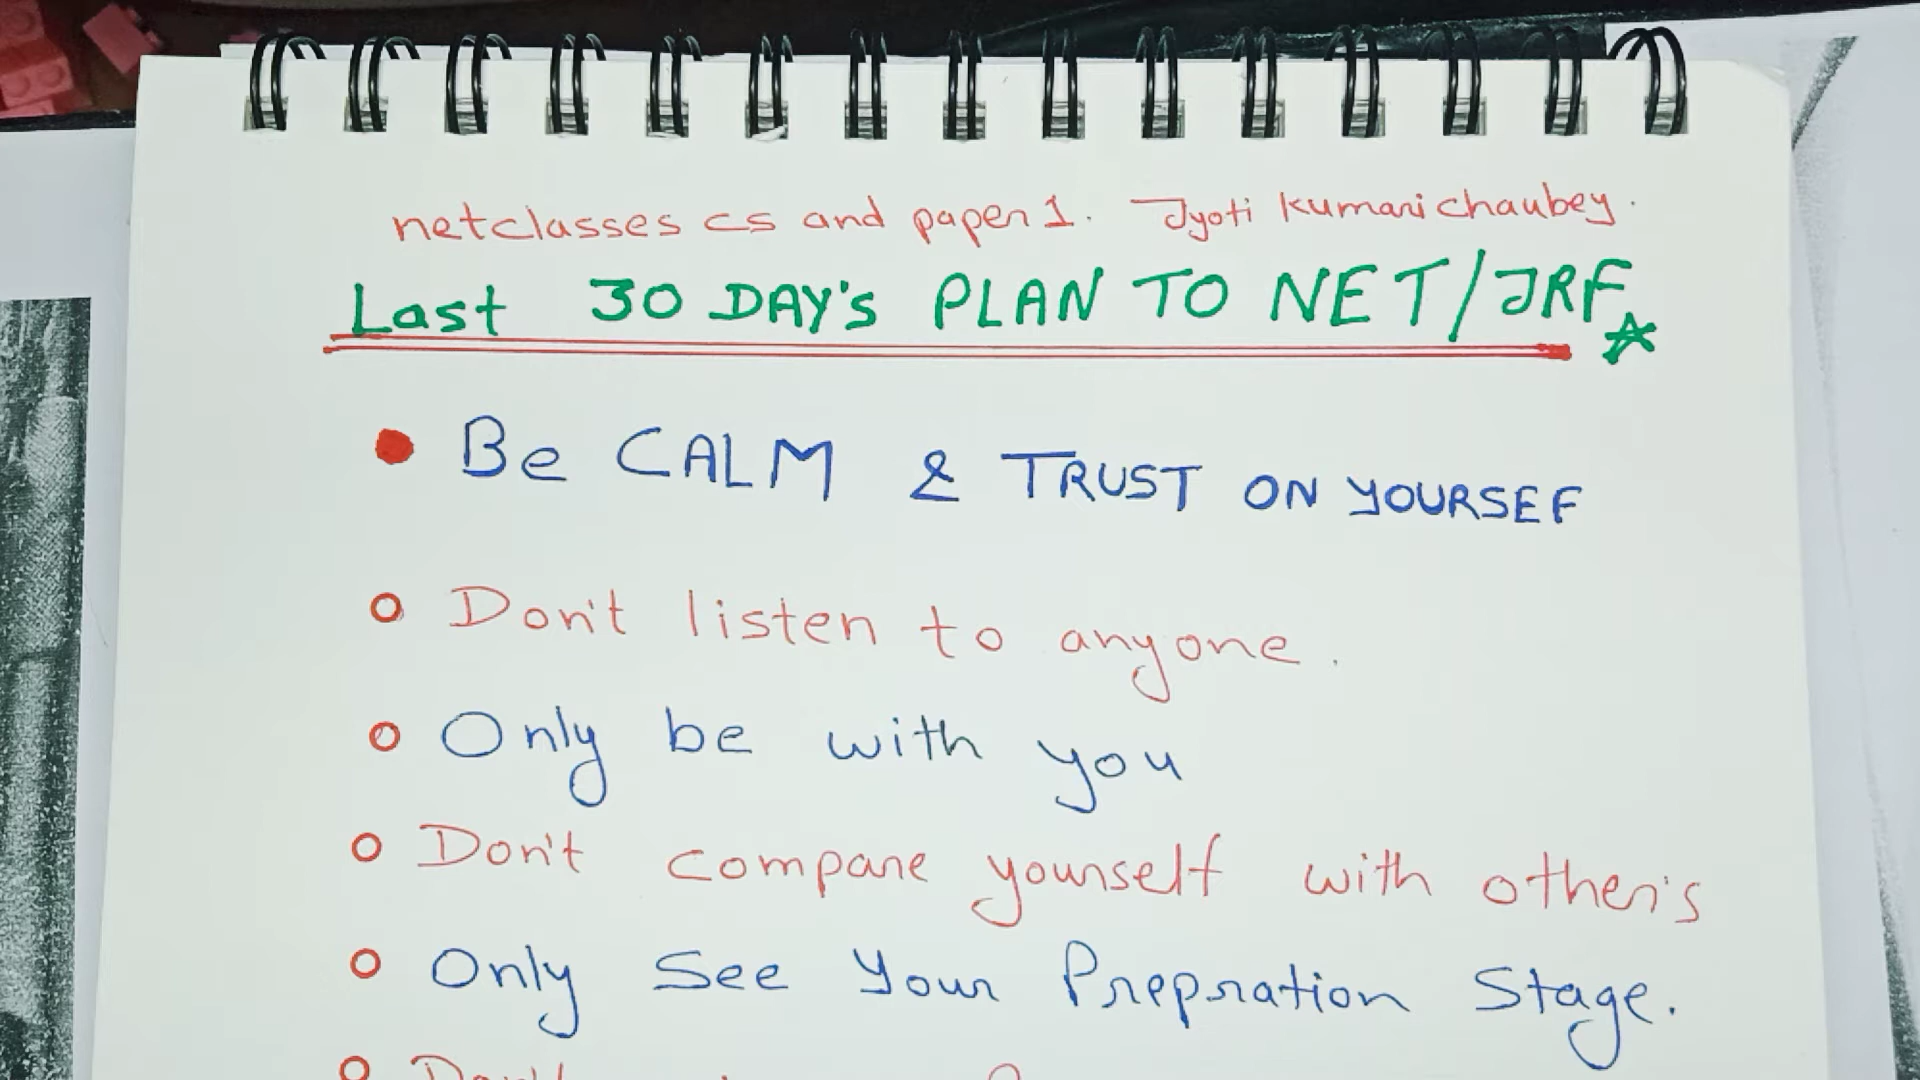 netclasses cs and paper 1. Jyoti kumari chaubey.
Last 30 DAY's PLAN TO NET/JRF
Be CALM & TRUST ON YOURSEF
Don't listen to anyone.
Only be with you
Don't compare yourself with other's
Only See Your Prepration Stage.
Don't